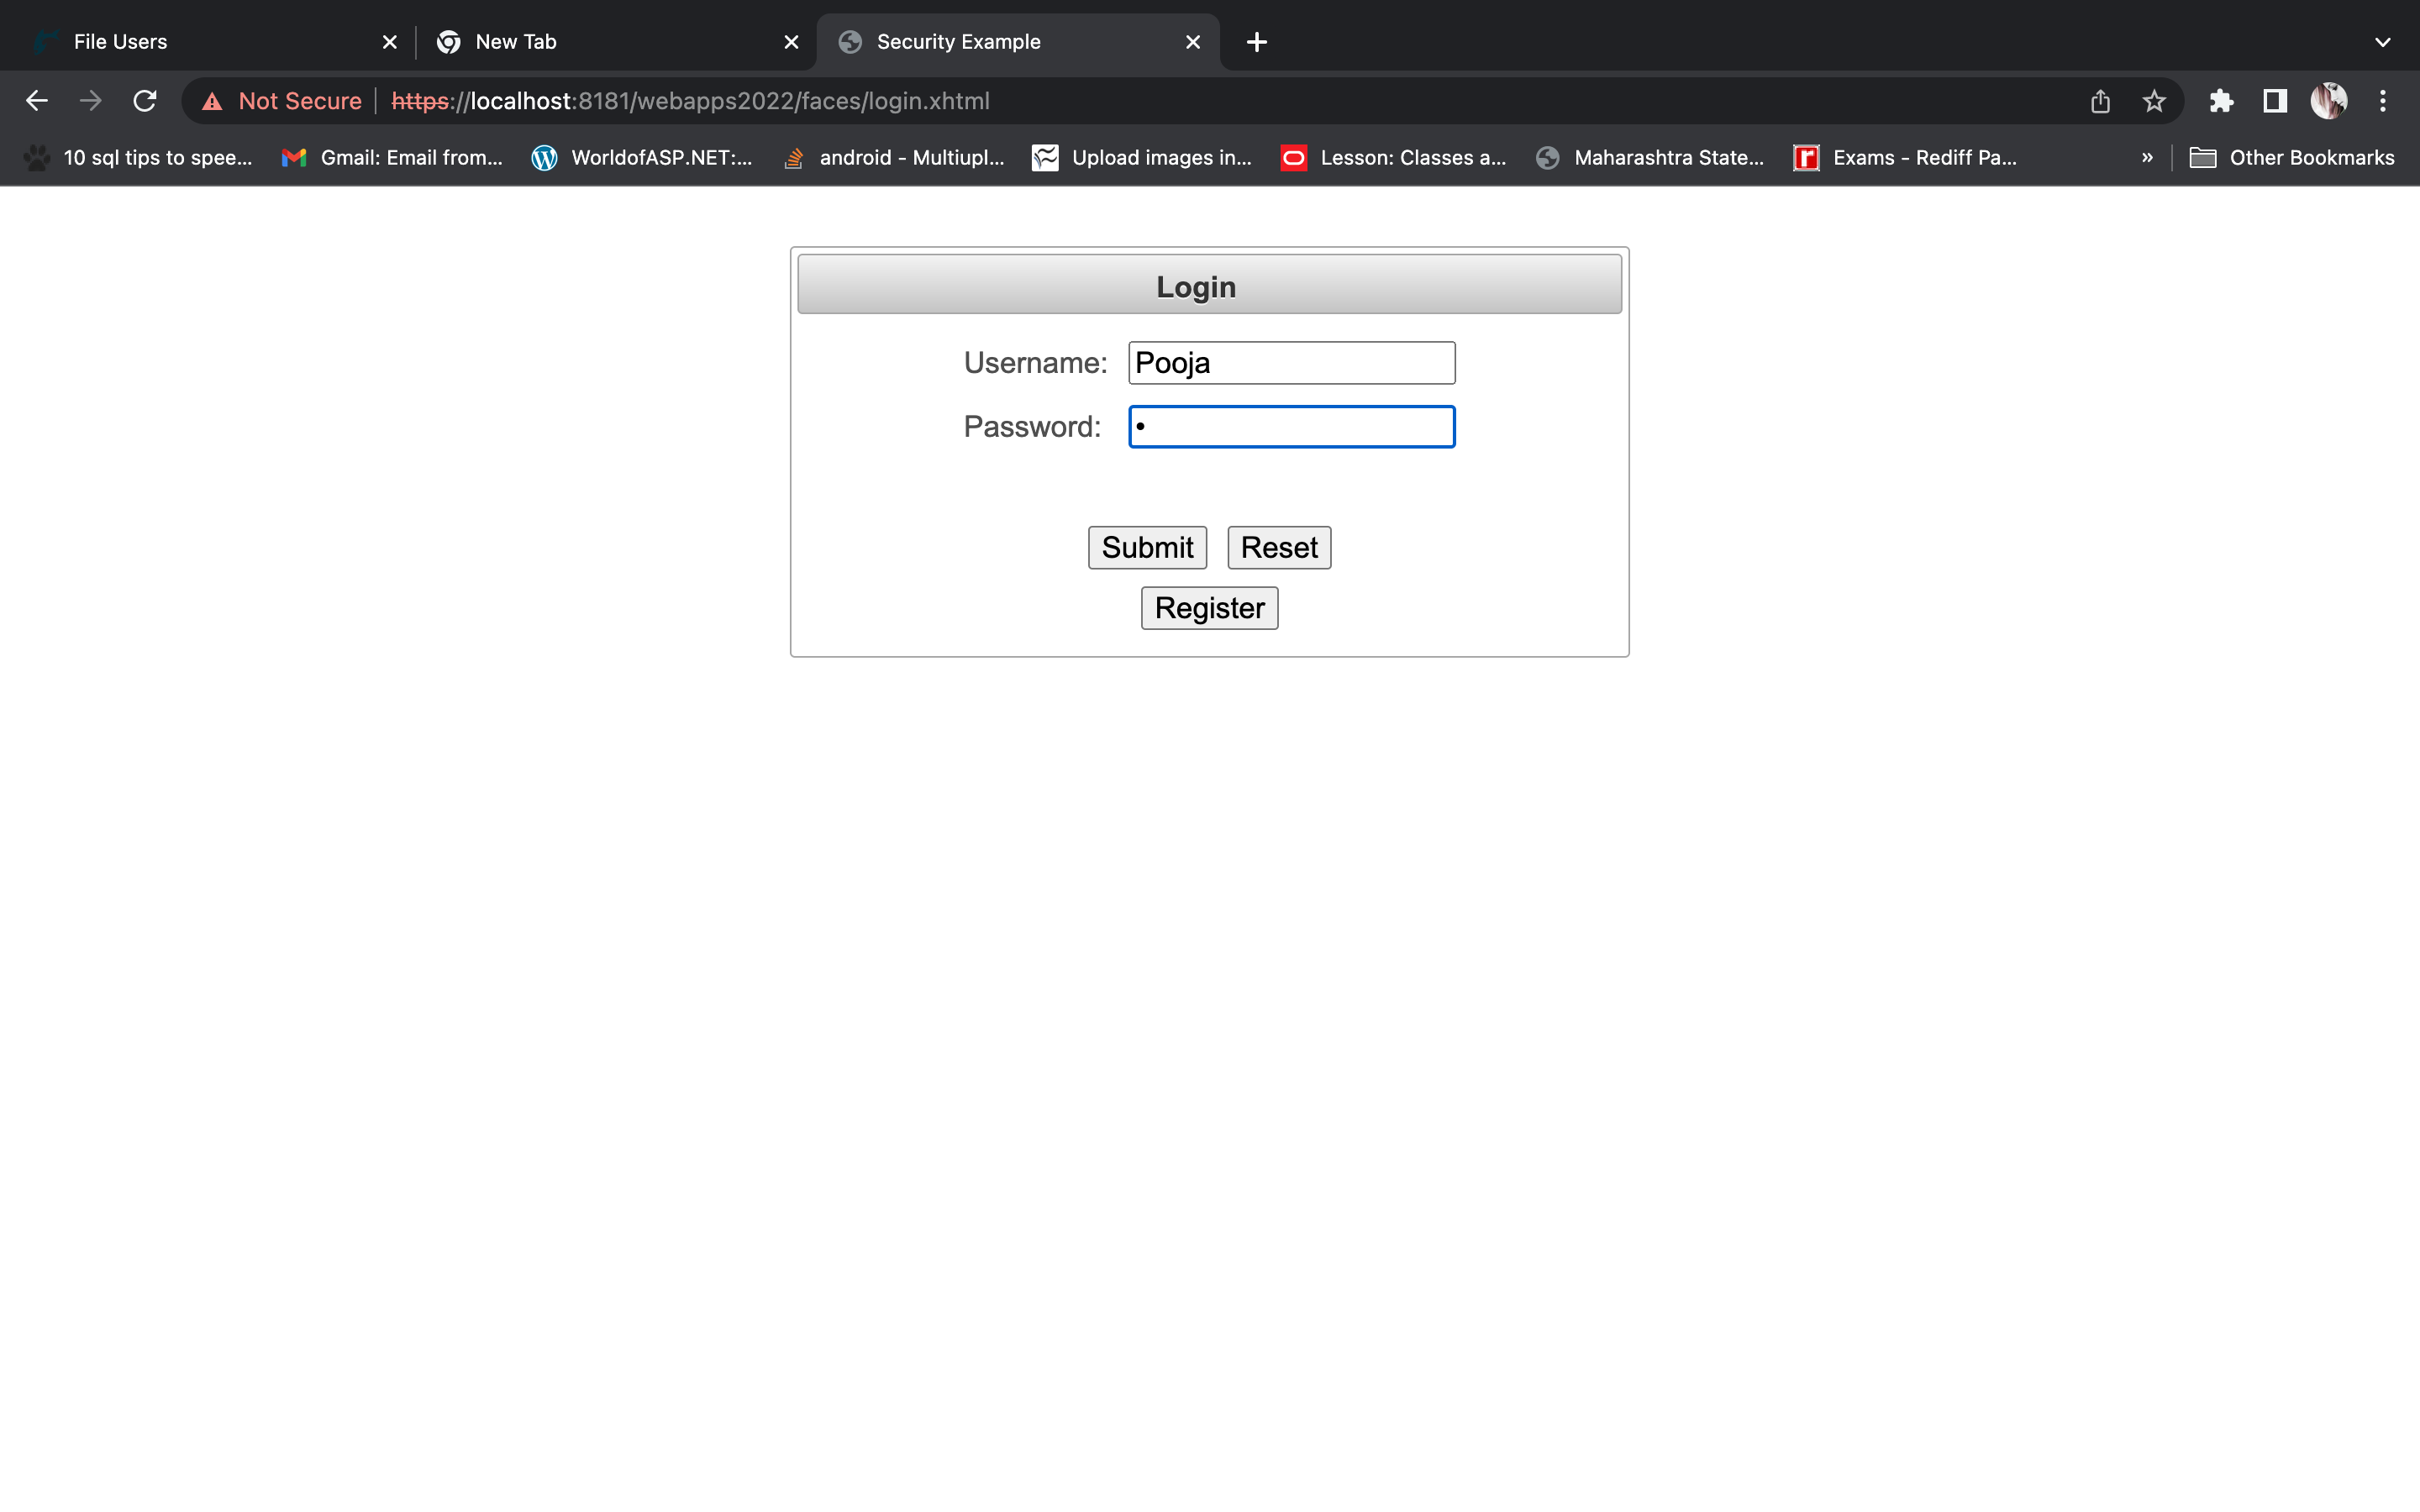 File Users
New Tab
Security Example
Not Secure https://localhost:8181/webapps2022/faces/login.xhtml
10 sql tips to spee... Gmail: Email from... WorldofASP.NET:... android - Multiupl... Upload images in... Lesson: Classes a... Maharashtra State... Exams - Rediff Pa... » Other Bookmarks
Login
Username: Pooja
Password: •
Submit Reset
Register